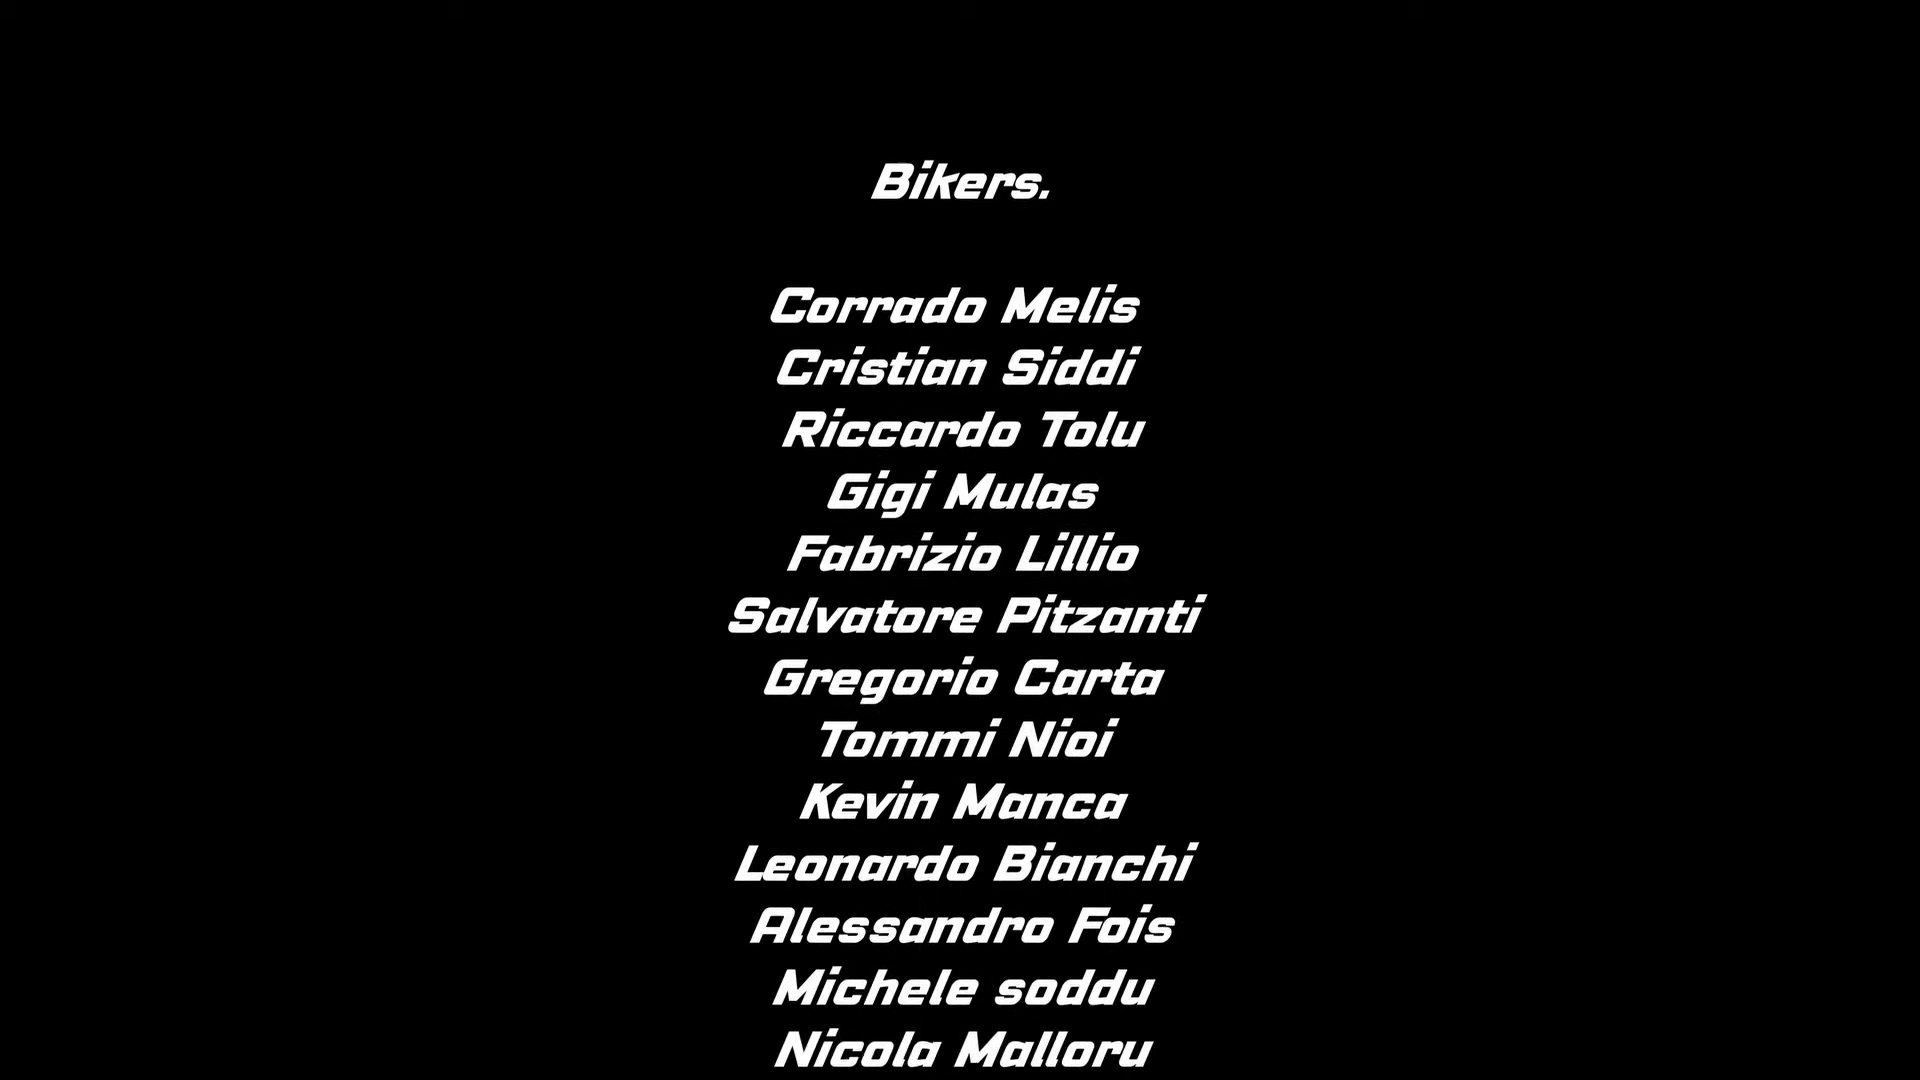 Bikers.
Corrado Melis
Cristian Siddi
Riccardo Tolu
Gigi Mulas
Fabrizio Lillio
Salvatore Pitzanti
Gregorio Carta
Tommi Nioi
Kevin Manca
Leonardo Bianchi
Alessandro Fois
Michele soddu
Nicola Malloru